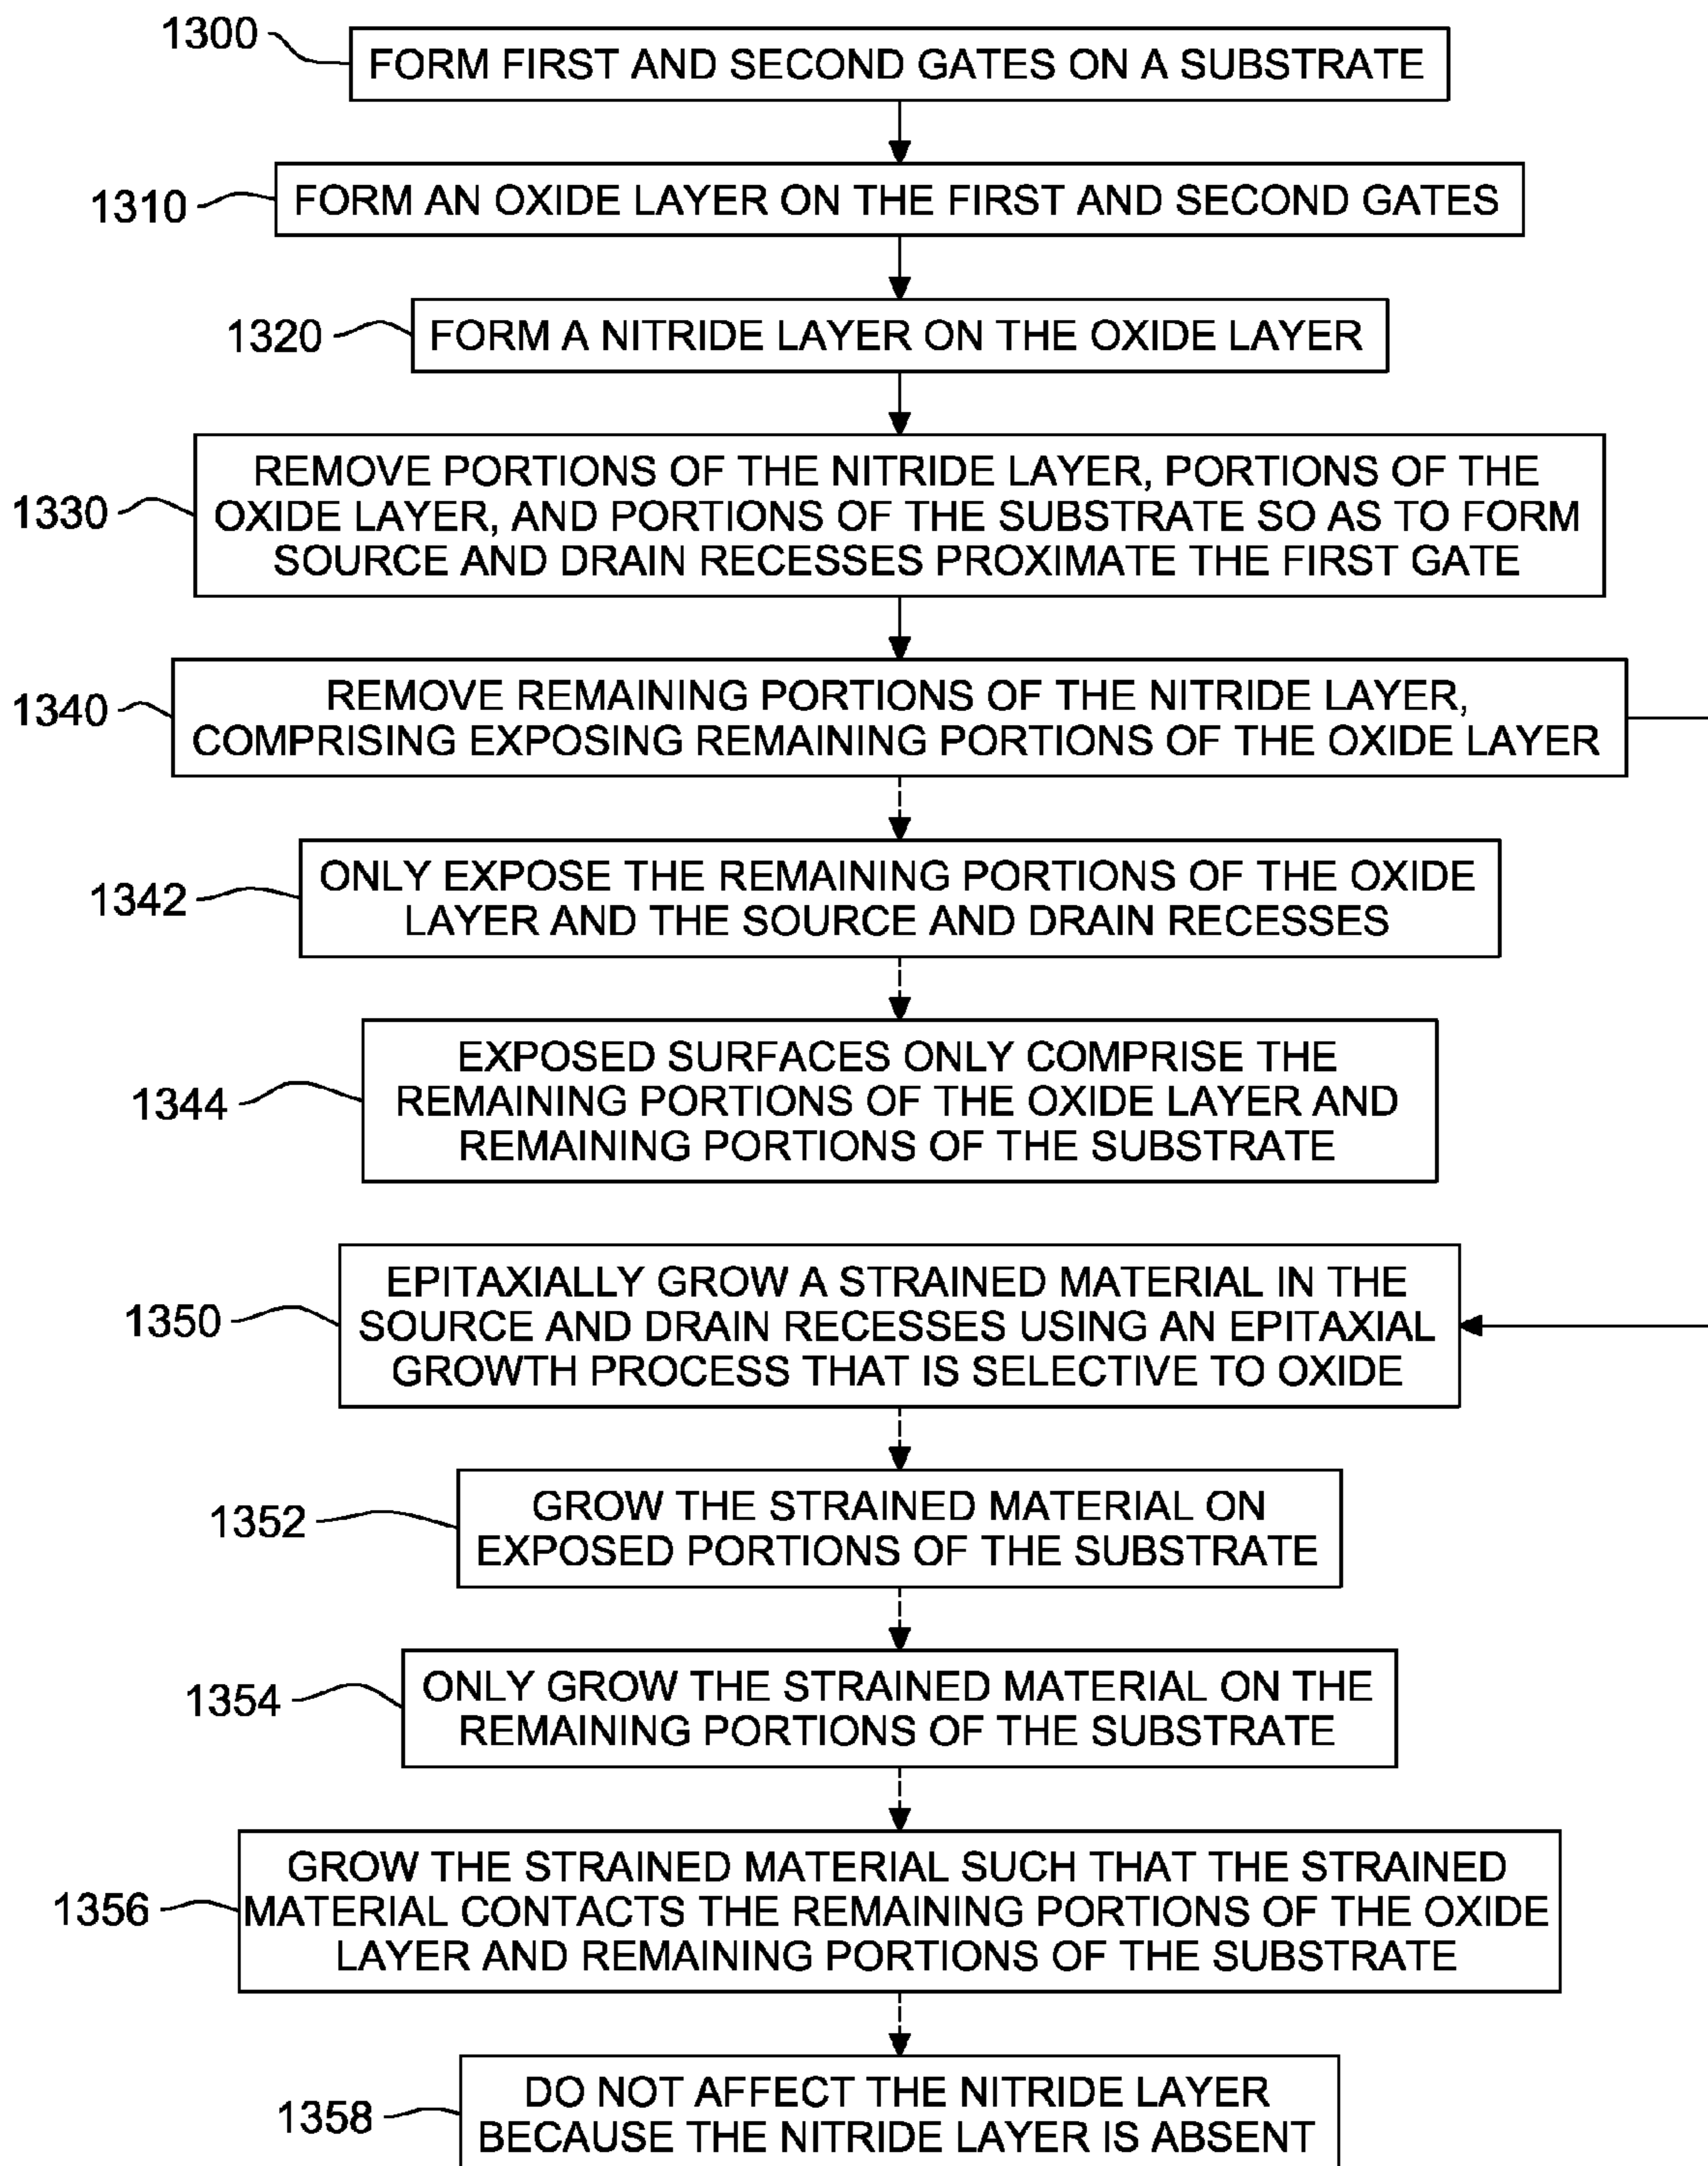 1300
FORM FIRST AND SECOND GATES ON A SUBSTRATE
1310
FORM AN OXIDE LAYER ON THE FIRST AND SECOND GATES
1320
FORM A NITRIDE LAYER ON THE OXIDE LAYER
1330
REMOVE PORTIONS OF THE NITRIDE LAYER, PORTIONS OF THE
OXIDE LAYER, AND PORTIONS OF THE SUBSTRATE SO AS TO FORM
SOURCE AND DRAIN RECESSES PROXIMATE THE FIRST GATE
1340
REMOVE REMAINING PORTIONS OF THE NITRIDE LAYER,
COMPRISING EXPOSING REMAINING PORTIONS OF THE OXIDE LAYER
1342
ONLY EXPOSE THE REMAINING PORTIONS OF THE OXIDE
LAYER AND THE SOURCE AND DRAIN RECESSES
1344
EXPOSED SURFACES ONLY COMPRISE THE
REMAINING PORTIONS OF THE OXIDE LAYER AND
REMAINING PORTIONS OF THE SUBSTRATE
1350
EPITAXIALLY GROW A STRAINED MATERIAL IN THE
SOURCE AND DRAIN RECESSES USING AN EPITAXIAL
GROWTH PROCESS THAT IS SELECTIVE TO OXIDE
1352
GROW THE STRAINED MATERIAL ON
EXPOSED PORTIONS OF THE SUBSTRATE
1354
ONLY GROW THE STRAINED MATERIAL ON THE
REMAINING PORTIONS OF THE SUBSTRATE
1356
GROW THE STRAINED MATERIAL SUCH THAT THE STRAINED
MATERIAL CONTACTS THE REMAINING PORTIONS OF THE OXIDE
LAYER AND REMAINING PORTIONS OF THE SUBSTRATE
1358
DO NOT AFFECT THE NITRIDE LAYER
BECAUSE THE NITRIDE LAYER IS ABSENT